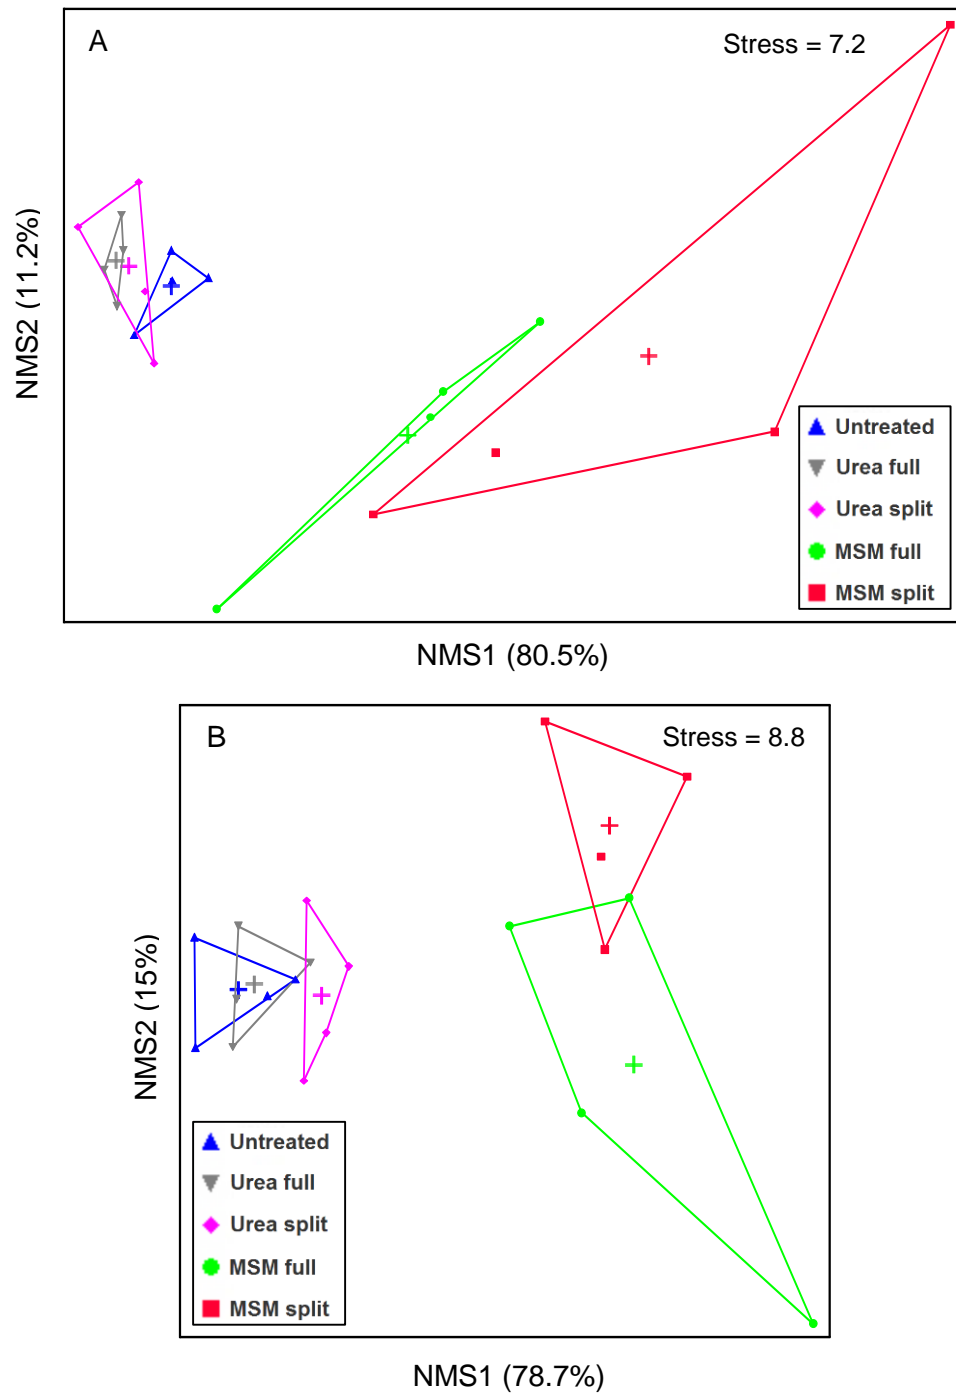 A
Stress = 7.2
NMS2 (11.2%)
Untreated
Urea full
Urea split
MSM full
MSM split
NMS1 (80.5%)
B
Stress = 8.8
NMS2 (15%)
Untreated
Urea full
Urea split
MSM full
MSM split
NMS1 (78.7%)